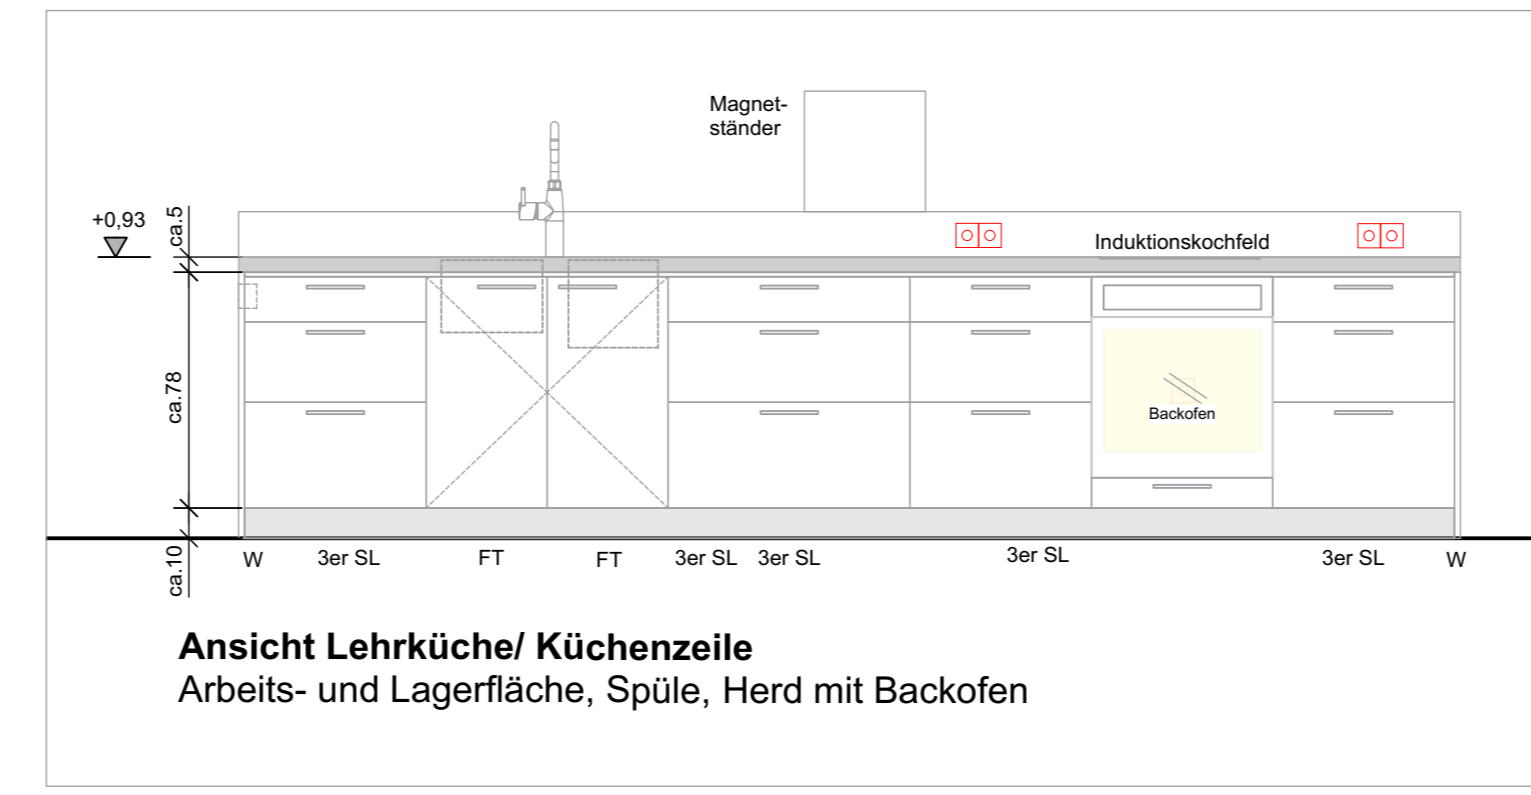 Magnet-
ständer
+0,93
ca.5
Induktionskochfeld
ca.78
Backofen
ca.10
W 3er SL FT FT 3er SL 3er SL 3er SL 3er SL W
Ansicht Lehrküche/ Küchenzeile
Arbeits- und Lagerfläche, Spüle, Herd mit Backofen